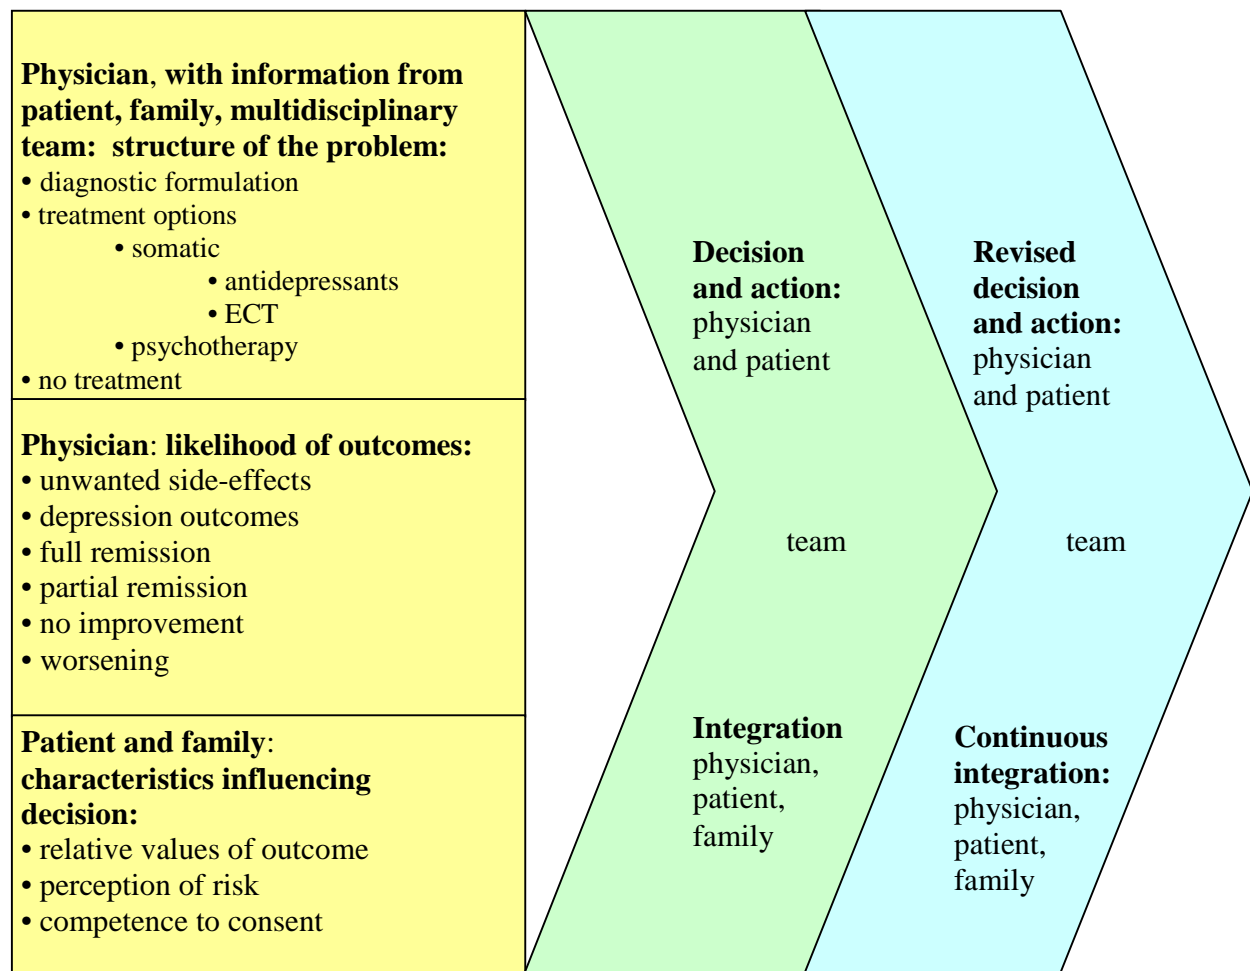 Physician, with information from
patient, family, multidisciplinary
team:  structure of the problem:
• diagnostic formulation
• treatment options
• somatic
• antidepressants
• ECT
• psychotherapy
• no treatment
Physician: likelihood of outcomes:
• unwanted side-effects
• depression outcomes
• full remission
• partial remission
• no improvement
• worsening
Patient and family:
characteristics influencing
decision:
• relative values of outcome
• perception of risk
• competence to consent
Decision
and action:
physician
and patient
team
Integration
physician,
patient,
family
Revised
decision
and action:
physician
and patient
team
Continuous
integration:
physician,
patient,
family